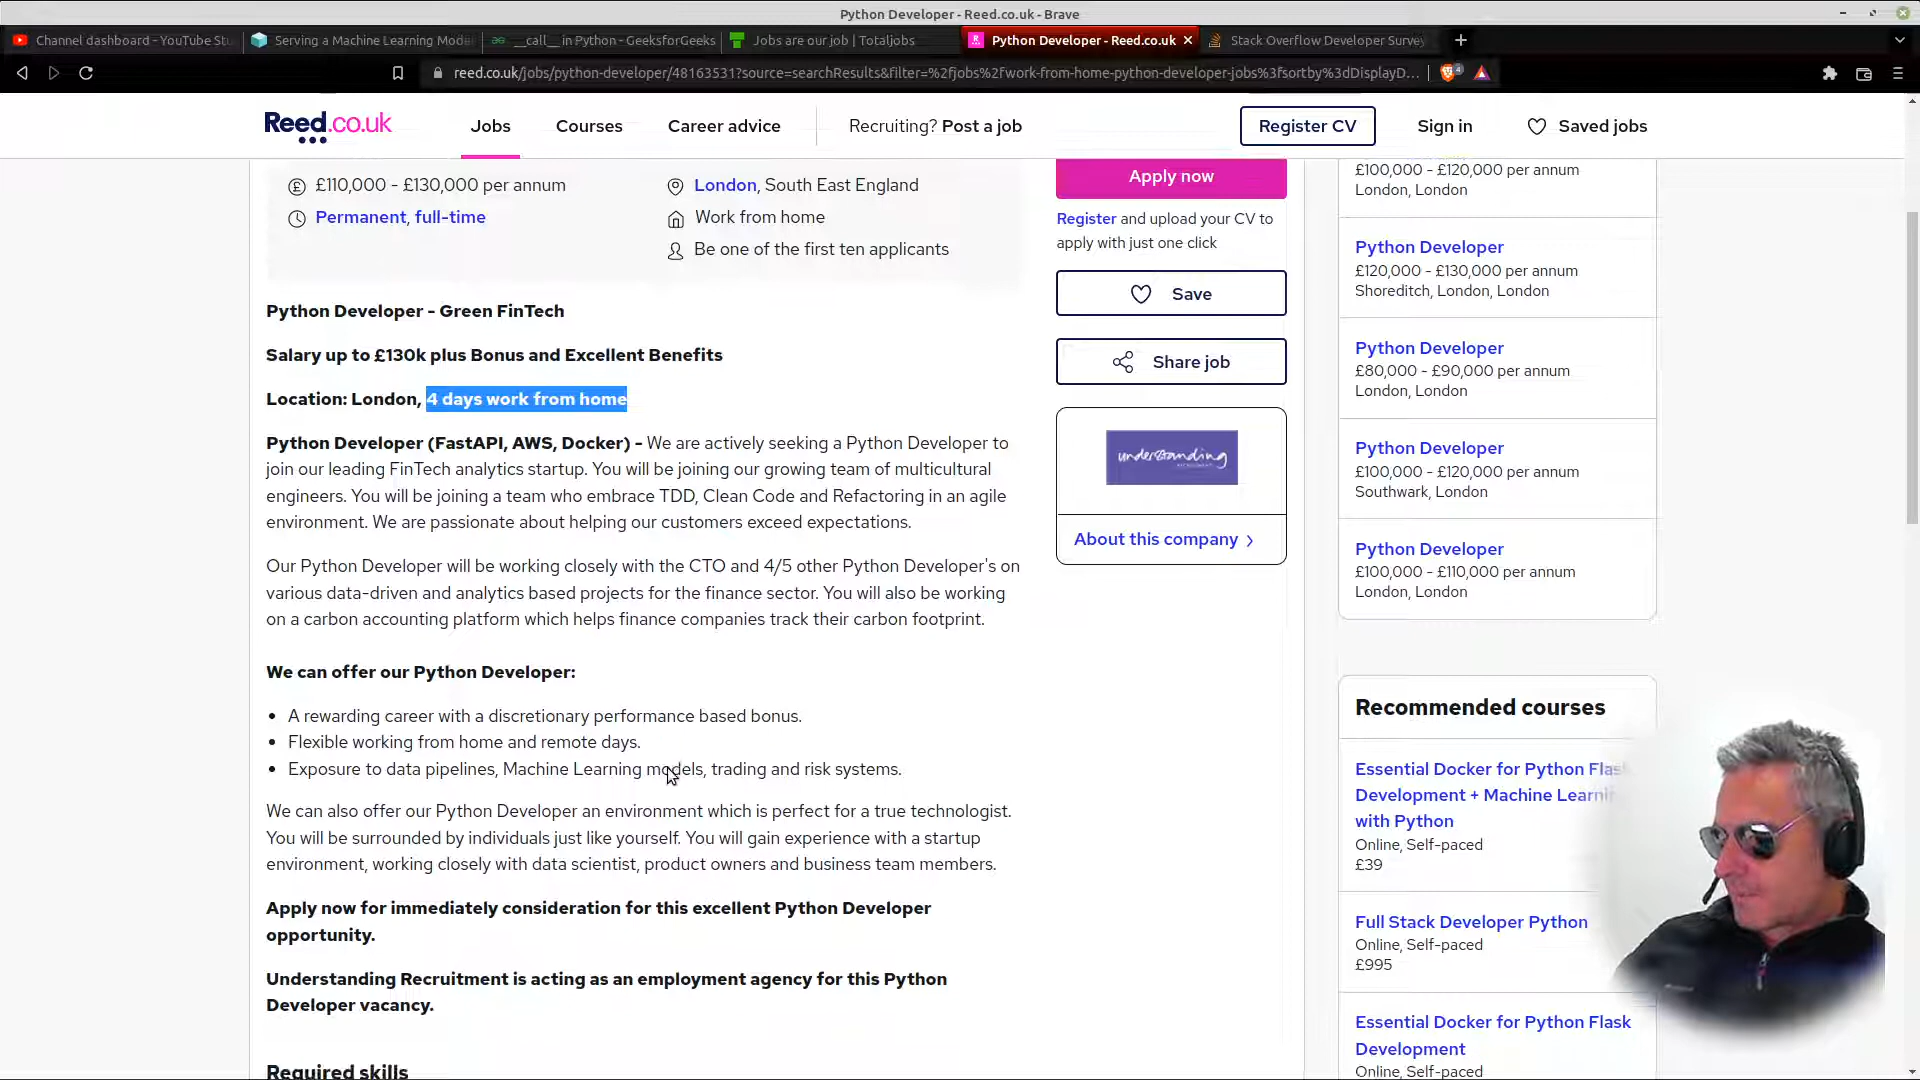 Python Developer - Reed.co.uk - Brave
Channel dashboard - YouTube Stu
Serving a Machine Learning Mode
__call__ in Python - GeeksforGeeks
Jobs are our job | Totaljobs
Python Developer - Reed.co.uk
Stack Overflow Developer Survey
reed.co.uk/jobs/python-developer/48163531?source=searchResults&filter=%2fjobs%2fwork-from-home-python-developer-jobs%3fsortby%3dDisplayD...
Reed.co.uk
Jobs
Courses
Career advice
Recruiting? Post a job
Register CV
Sign in
Saved jobs
£110,000 - £130,000 per annum
London, South East England
Permanent, full-time
Work from home
Be one of the first ten applicants
Python Developer - Green FinTech
Salary up to £130k plus Bonus and Excellent Benefits
Location: London, 4 days work from home
Python Developer (FastAPI, AWS, Docker) - We are actively seeking a Python Developer to
join our leading FinTech analytics startup. You will be joining our growing team of multicultural
engineers. You will be joining a team who embrace TDD, Clean Code and Refactoring in an agile
environment. We are passionate about helping our customers exceed expectations.
Our Python Developer will be working closely with the CTO and 4/5 other Python Developer's on
various data-driven and analytics based projects for the finance sector. You will also be working
on a carbon accounting platform which helps finance companies track their carbon footprint.
We can offer our Python Developer:
• A rewarding career with a discretionary performance based bonus.
• Flexible working from home and remote days.
• Exposure to data pipelines, Machine Learning models, trading and risk systems.
We can also offer our Python Developer an environment which is perfect for a true technologist.
You will be surrounded by individuals just like yourself. You will gain experience with a startup
environment, working closely with data scientist, product owners and business team members.
Apply now for immediately consideration for this excellent Python Developer
opportunity.
Understanding Recruitment is acting as an employment agency for this Python
Developer vacancy.
Required skills
Apply now
Register and upload your CV to
apply with just one click
Save
Share job
understanding
RECRUITMENT
About this company
£100,000 - £120,000 per annum
London, London
Python Developer
£120,000 - £130,000 per annum
Shoreditch, London, London
Python Developer
£80,000 - £90,000 per annum
London, London
Python Developer
£100,000 - £120,000 per annum
Southwark, London
Python Developer
£100,000 - £110,000 per annum
London, London
Recommended courses
Essential Docker for Python Flask
Development + Machine Learnin
with Python
Online, Self-paced
£39
Full Stack Developer Python
Online, Self-paced
£995
Essential Docker for Python Flask
Development
Online, Self-paced